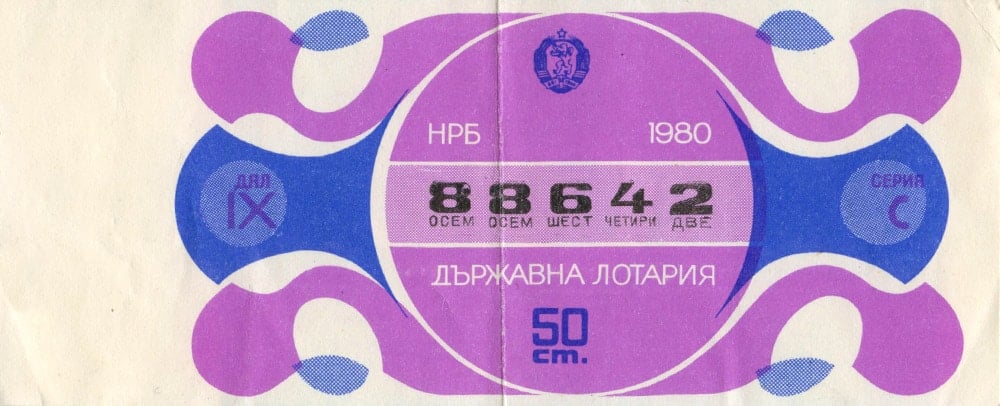 НРБ 1980
ДЯЛ
IX
СЕРИЯ
С
88642
ОСЕМ ОСЕМ ШЕСТ ЧЕТИРИ ДВЕ
ДЪРЖАВНА ЛОТАРИЯ
50
ст.